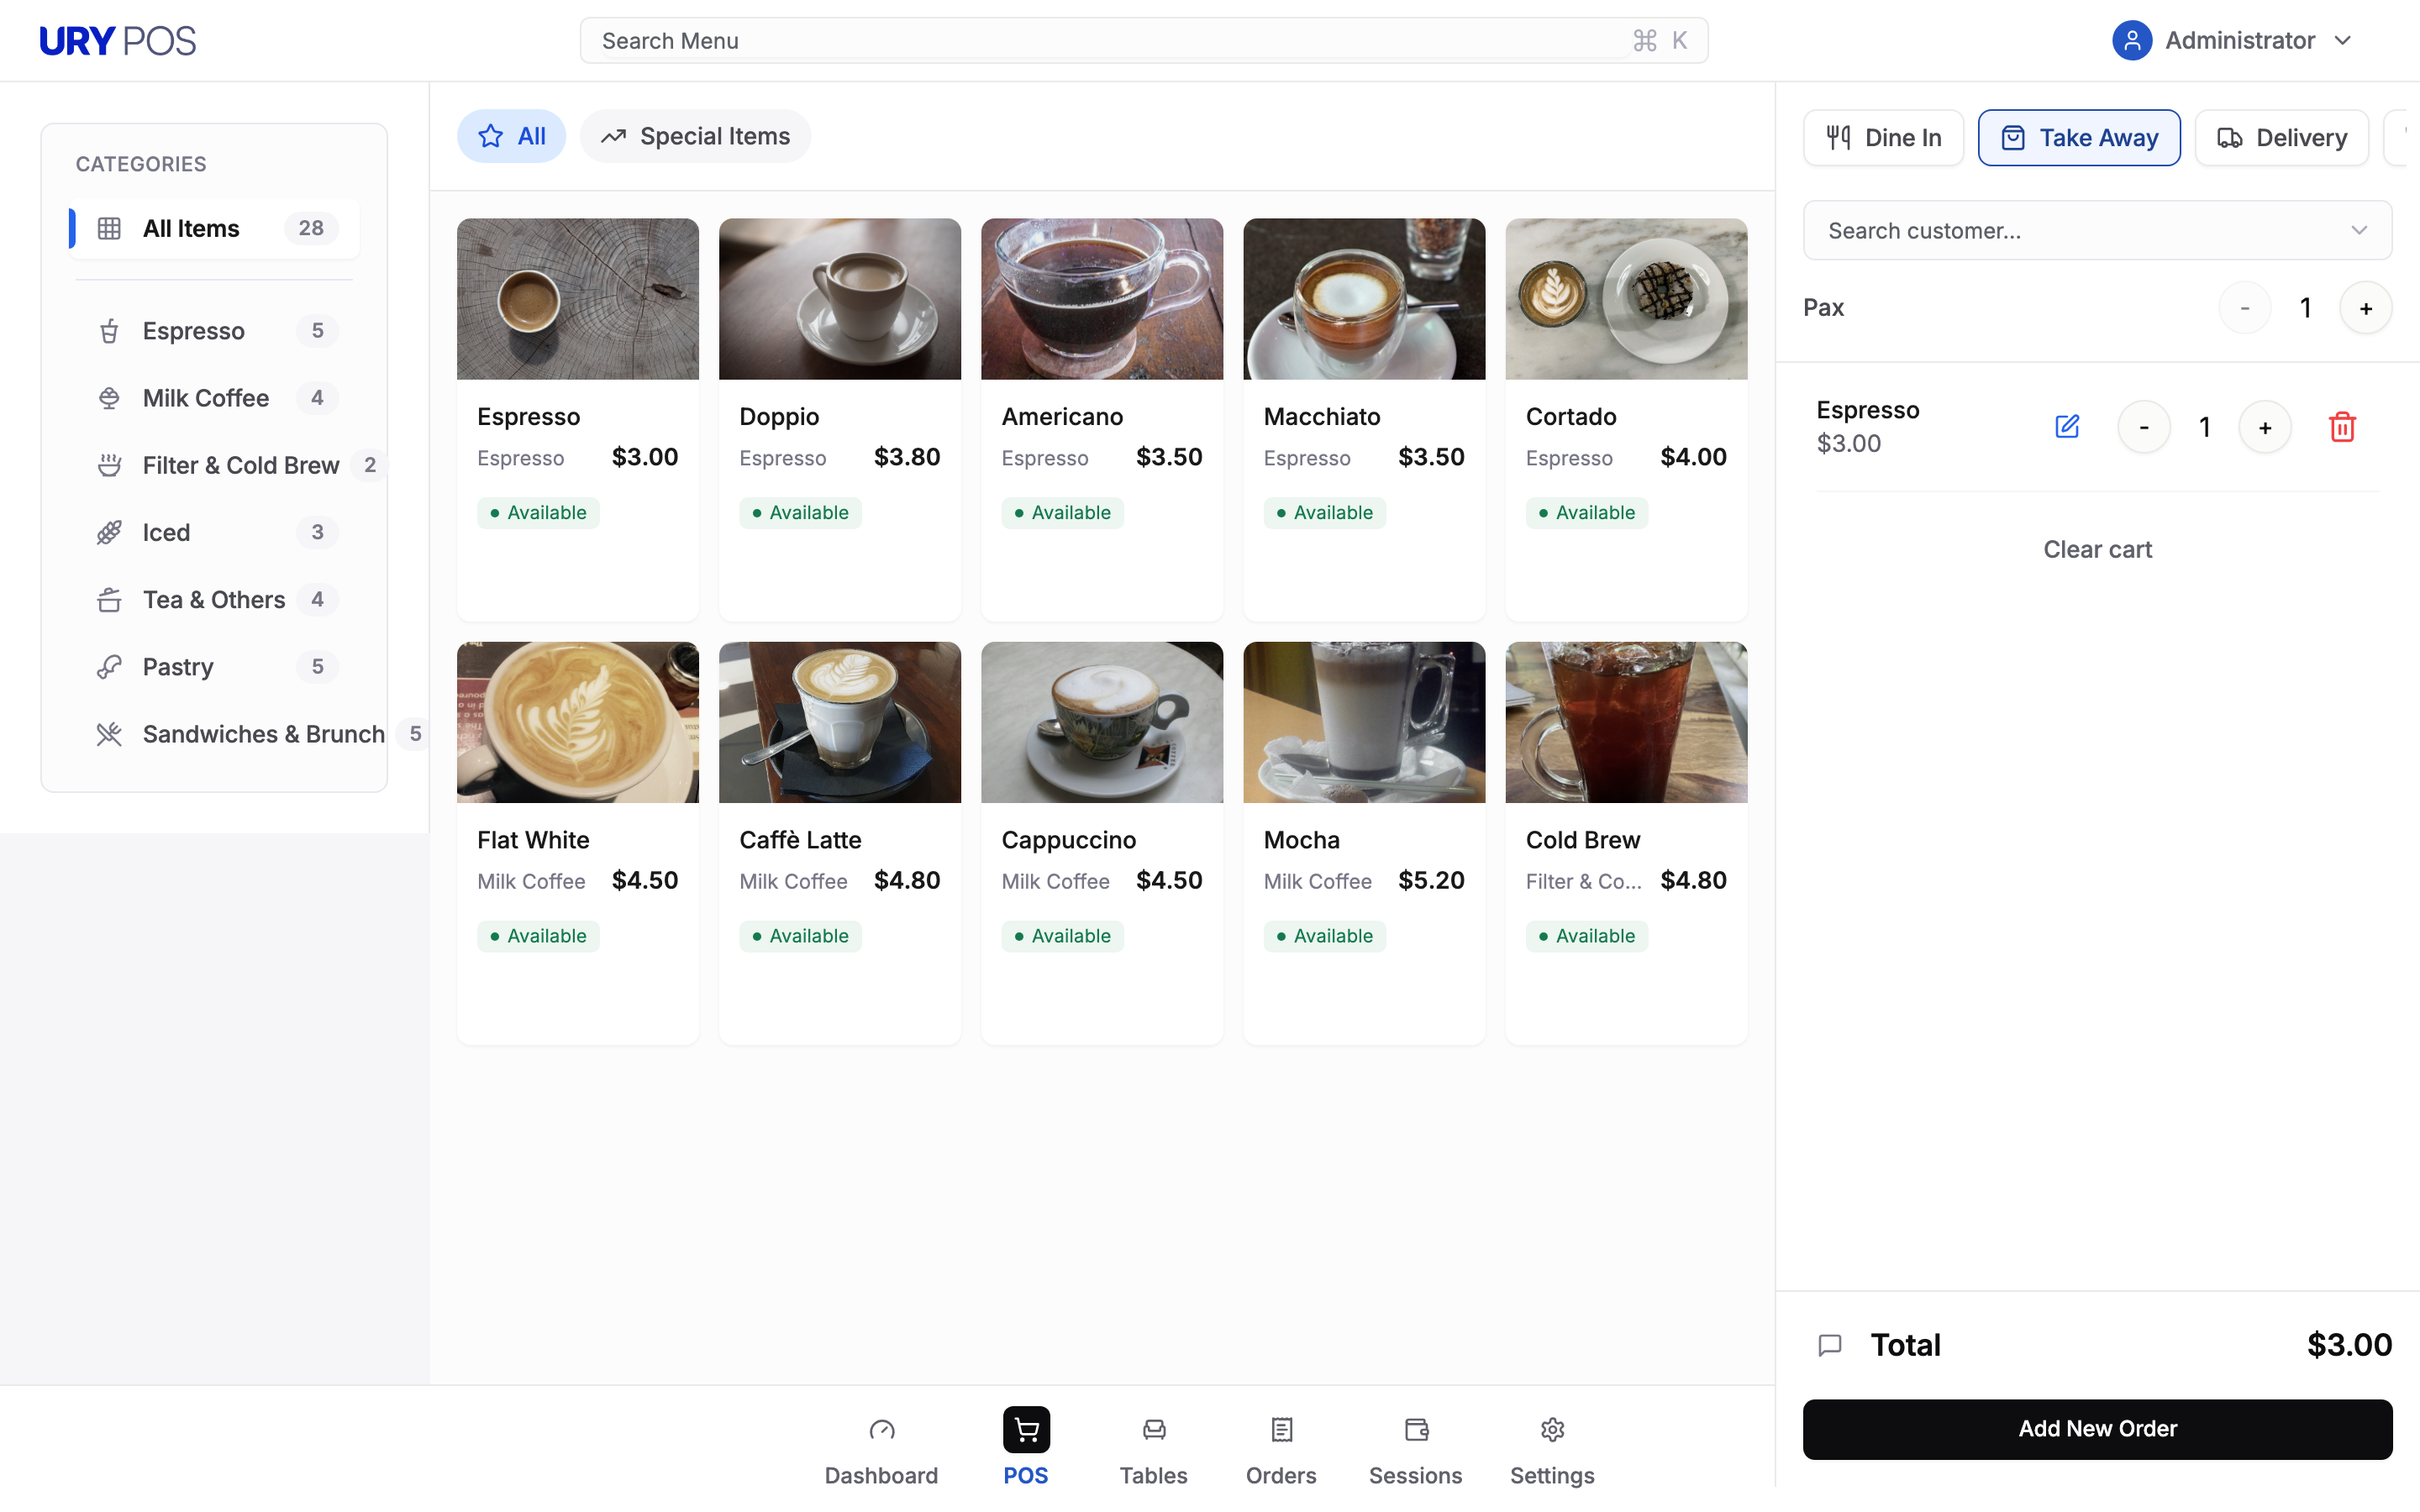 URY POS
Search Menu
⌘ K
Administrator
CATEGORIES
All Items 28
Espresso 5
Milk Coffee 4
Filter & Cold Brew 2
Iced 3
Tea & Others 4
Pastry 5
Sandwiches & Brunch 5
All
Special Items
Espresso
Espresso $3.00
Available
Doppio
Espresso $3.80
Available
Americano
Espresso $3.50
Available
Macchiato
Espresso $3.50
Available
Cortado
Espresso $4.00
Available
Flat White
Milk Coffee $4.50
Available
Caffè Latte
Milk Coffee $4.80
Available
Cappuccino
Milk Coffee $4.50
Available
Mocha
Milk Coffee $5.20
Available
Cold Brew
Filter & Co... $4.80
Available
Dine In
Take Away
Delivery
Search customer...
Pax - 1 +
Espresso
$3.00
- 1 +
Clear cart
Total $3.00
Add New Order
Dashboard
POS
Tables
Orders
Sessions
Settings